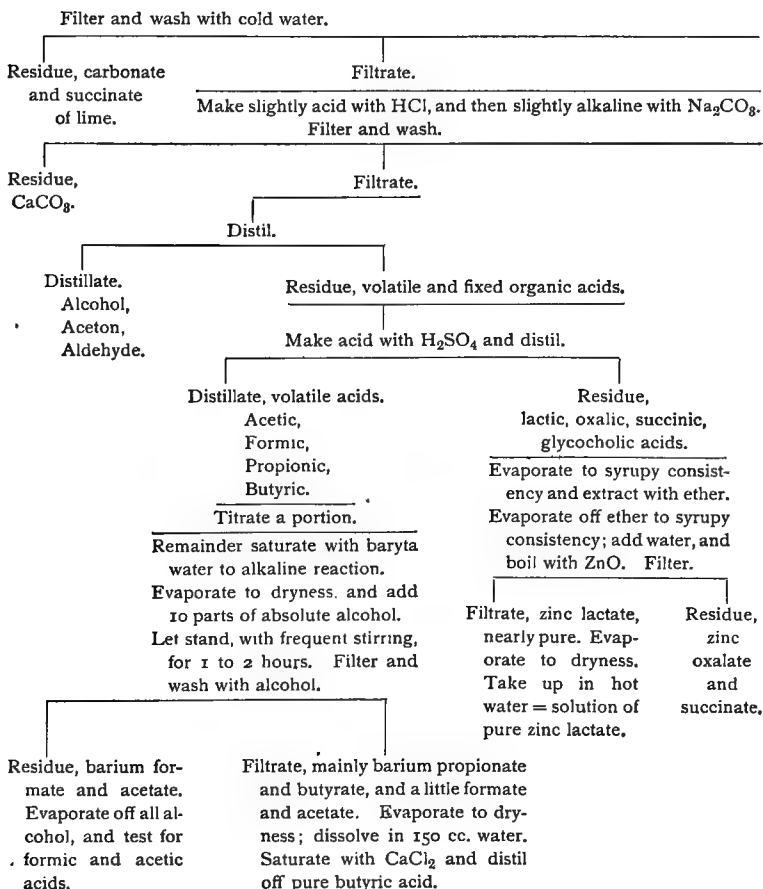 Filter and wash with cold water.
Residue, carbonate
and succinate
of lime.
Filtrate.
Make slightly acid with HCl, and then slightly alkaline with Na₂CO₃.
Filter and wash.
Residue,
CaCO₃.
Filtrate.
Distil.
Distillate.
Alcohol,
Aceton,
Aldehyde.
Residue, volatile and fixed organic acids.
Make acid with H₂SO₄ and distil.
Distillate, volatile acids.
Acetic,
Formic,
Propionic,
Butyric.
Titrate a portion.
Remainder saturate with baryta
water to alkaline reaction.
Evaporate to dryness, and add
10 parts of absolute alcohol.
Let stand, with frequent stirring,
for 1 to 2 hours. Filter and
wash with alcohol.
Residue,
lactic, oxalic, succinic,
glycocholic acids.
Evaporate to syrupy consist-
ency and extract with ether.
Evaporate off ether to syrupy
consistency; add water, and
boil with ZnO. Filter.
Filtrate, zinc lactate,
nearly pure. Evap-
orate to dryness.
Take up in hot
water = solution of
pure zinc lactate.
Residue,
zinc
oxalate
and
succinate.
Residue, barium for-
mate and acetate.
Evaporate off all al-
cohol, and test for
formic and acetic
acids.
Filtrate, mainly barium propionate
and butyrate, and a little formate
and acetate. Evaporate to dry-
ness; dissolve in 150 cc. water.
Saturate with CaCl₂ and distil
off pure butyric acid.